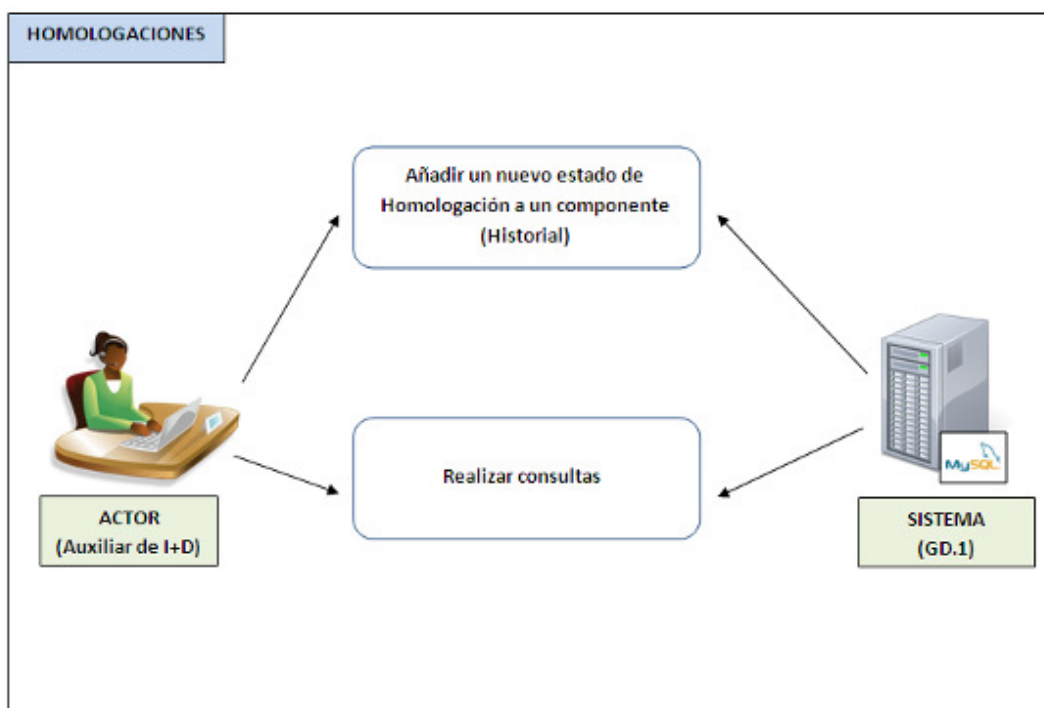 HOMOLOGACIONES
Añadir un nuevo estado de
Homologación a un componente
(Historial)
Realizar consultas
MySQL
ACTOR
(Auxiliar de I+D)
SISTEMA
(GD.1)